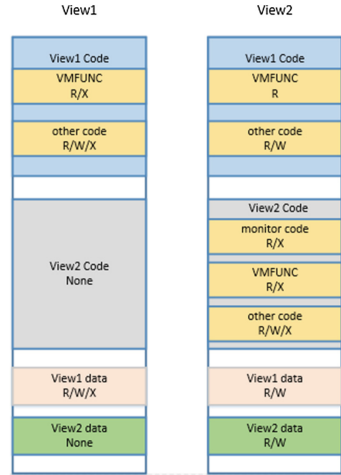 View1
View1 Code
VMFUNC
R/X
other code
R/W/X
View2 Code
None
View1 data
R/W/X
View2 data
None
View2
View1 Code
VMFUNC
R
other code
R/W
View2 Code
monitor code
R/X
VMFUNC
R/X
other code
R/W/X
View1 data
R/W
View2 data
R/W